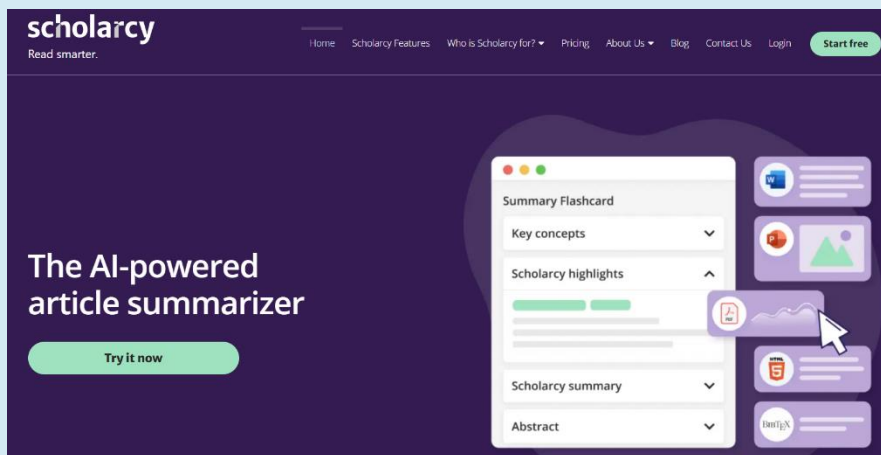 scholarcy
Read smarter.
Home Scholarcy Features Who is Scholarcy for? Pricing About Us Blog Contact Us Login Start free
The AI-powered
article summarizer
Try it now
Summary Flashcard
Key concepts
Scholarcy highlights
Scholarcy summary
Abstract
W
P
PDF
HTML
5
BibTeX